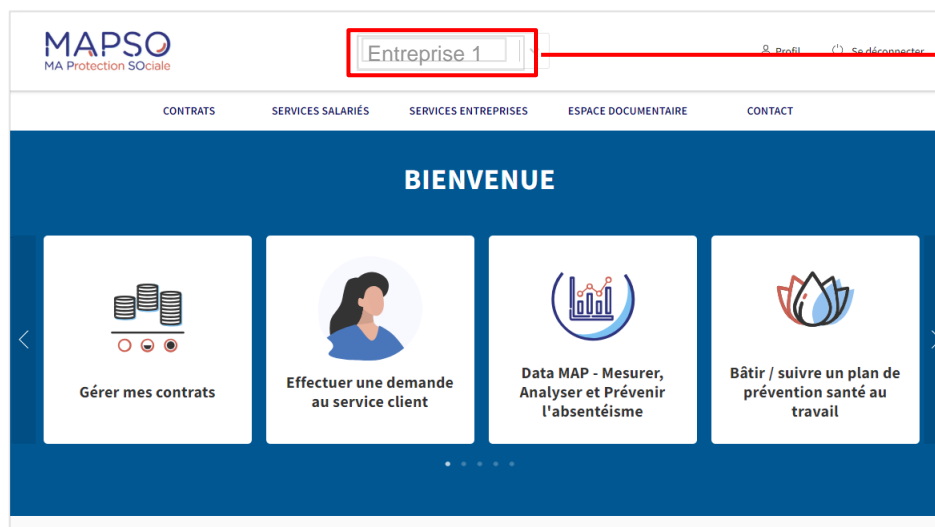 MAPSO
MA Protection SOciale
Entreprise 1
Profil
Se déconnecter
CONTRATS
SERVICES SALARIÉS
SERVICES ENTREPRISES
ESPACE DOCUMENTAIRE
CONTACT
BIENVENUE
Gérer mes contrats
Effectuer une demande
au service client
Data MAP - Mesurer,
Analyser et Prévenir
l'absentéisme
Bâtir / suivre un plan de
prévention santé au
travail